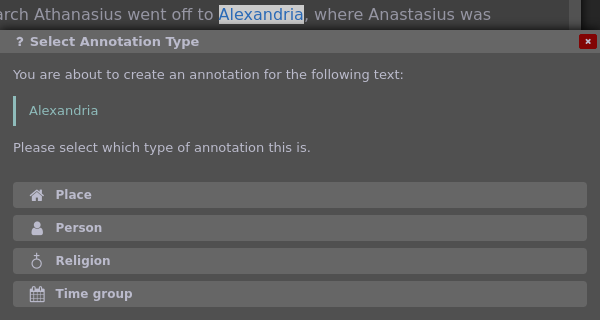 arch Athanasius went off to Alexandria, where Anastasius was
? Select Annotation Type
You are about to create an annotation for the following text:
Alexandria
Please select which type of annotation this is.
Place
Person
Religion
Time group